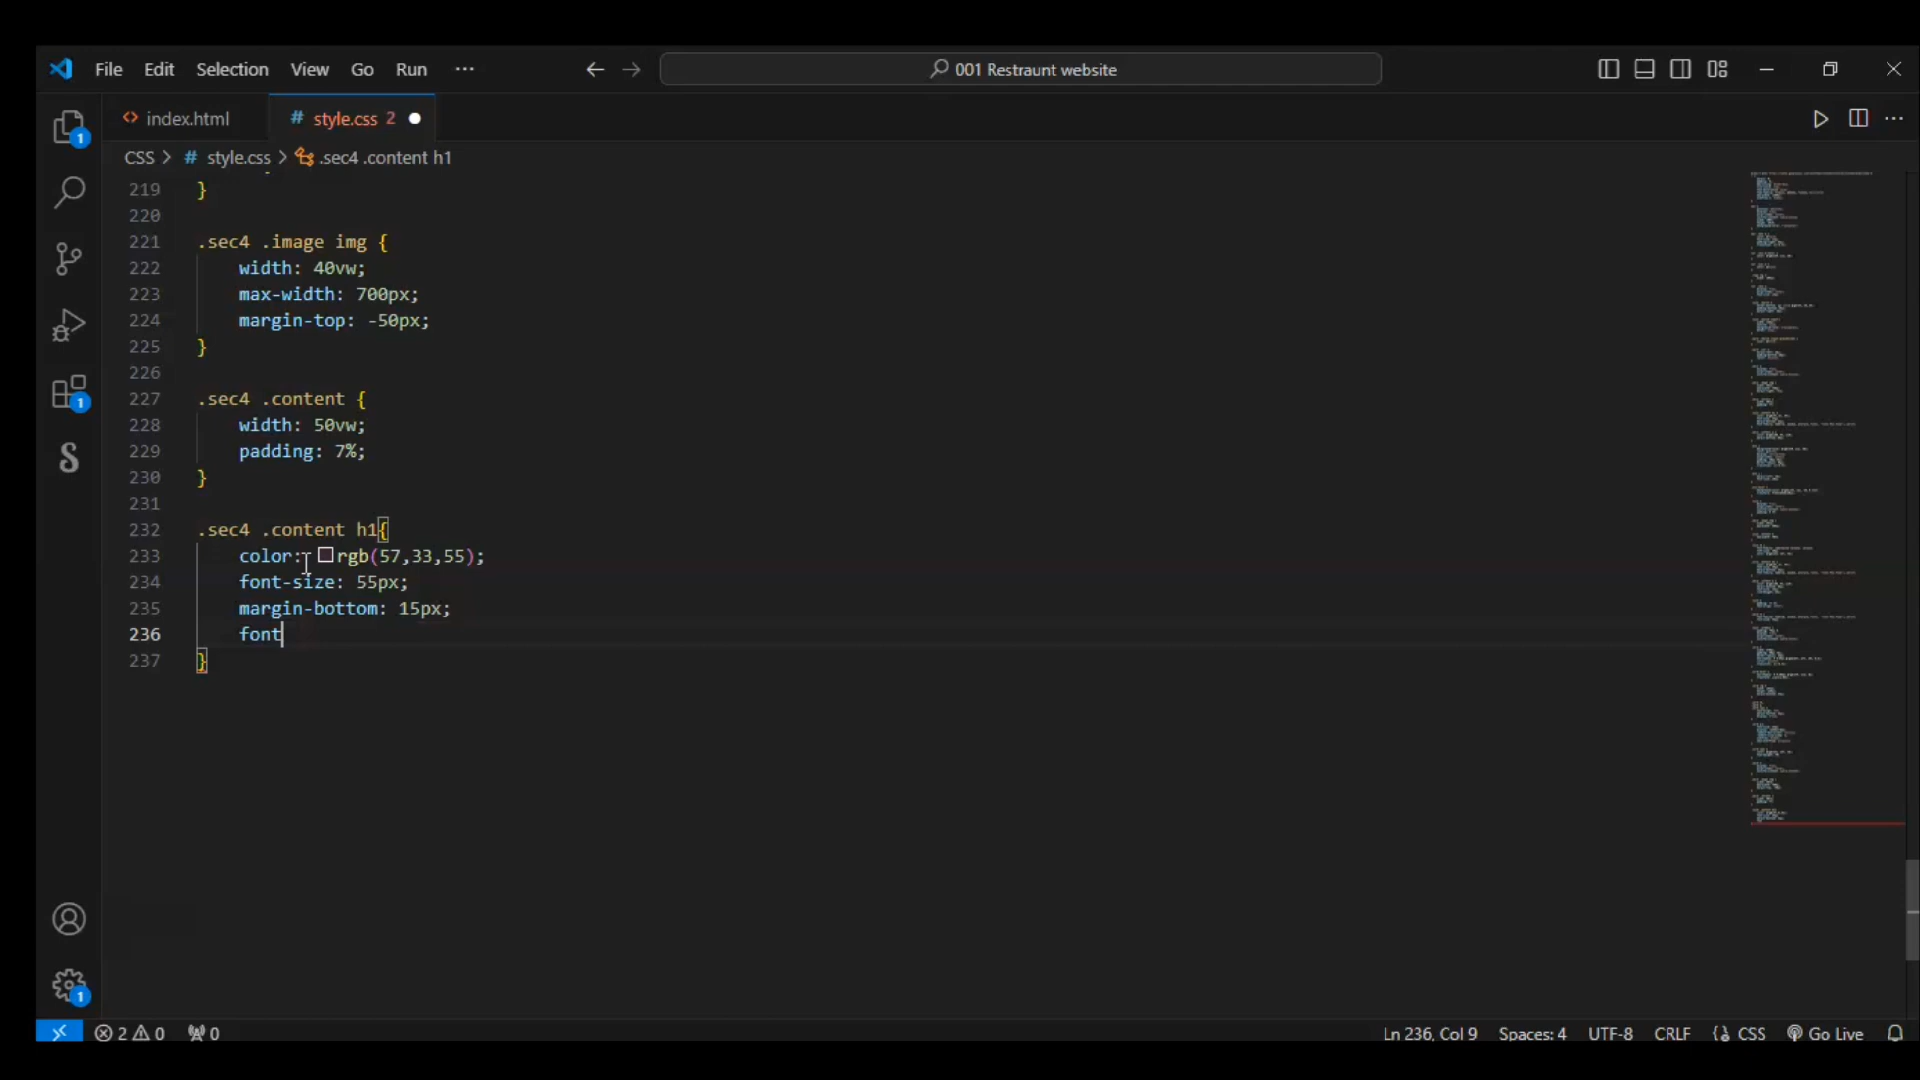 File Edit Selection View Go Run ···
001 Restraunt website
index.html
# style.css 2
CSS > # style.css > .sec4 .content h1
219 }
220
221 .sec4 .image img {
222 width: 40vw;
223 max-width: 700px;
224 margin-top: -50px;
225 }
226
227 .sec4 .content {
228 width: 50vw;
229 padding: 7%;
230 }
231
232 .sec4 .content h1{
233 color: rgb(57,33,55);
234 font-size: 55px;
235 margin-bottom: 15px;
236 font
237 }
1
1
1
2 0 0
Ln 236, Col 9 Spaces: 4 UTF-8 CRLF CSS Go Live